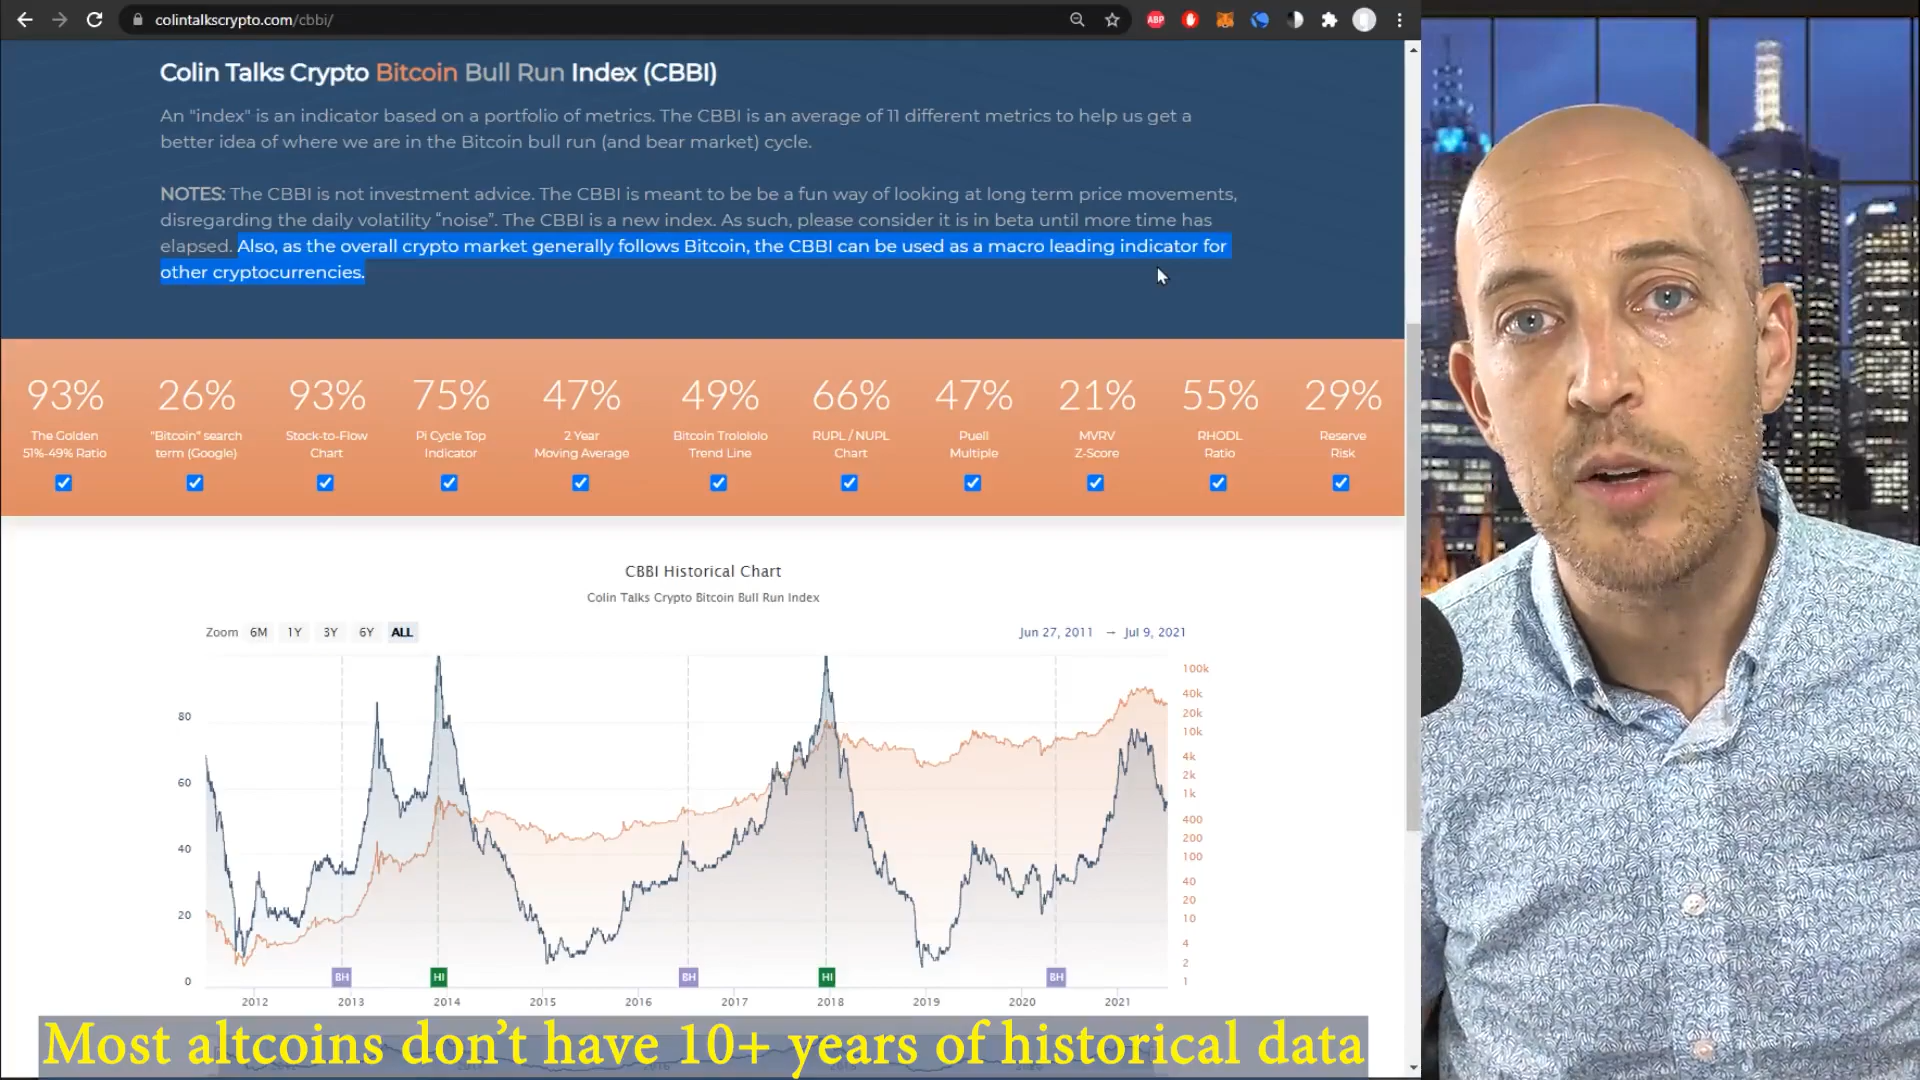 colintalkscrypto.com/cbbi/
ABP
Colin Talks Crypto Bitcoin Bull Run Index (CBBI)
An "index" is an indicator based on a portfolio of metrics. The CBBI is an average of 11 different metrics to help us get a
better idea of where we are in the Bitcoin bull run (and bear market) cycle.
NOTES: The CBBI is not investment advice. The CBBI is meant to be be a fun way of looking at long term price movements,
disregarding the daily volatility “noise”. The CBBI is a new index. As such, please consider it is in beta until more time has
elapsed. Also, as the overall crypto market generally follows Bitcoin, the CBBI can be used as a macro leading indicator for
other cryptocurrencies.
93% 26% 93% 75% 47% 49% 66% 47% 21% 55% 29%
The Golden "Bitcoin" search Stock-to-Flow Pi Cycle Top 2 Year Bitcoin Trolololo RUPL / NUPL Puell MVRV RHODL Reserve
51%-49% Ratio term (Google) Chart Indicator Moving Average Trend Line Chart Multiple Z-Score Ratio Risk
CBBI Historical Chart
Colin Talks Crypto Bitcoin Bull Run Index
Zoom 6M 1Y 3Y 6Y ALL Jun 27, 2011 → Jul 9, 2021
100k
40k
80 20k
10k
4k
60 2k
1k
400
40 200
100
40
20 20
10
4
2
0 BH HI BH HI BH 1
2012 2013 2014 2015 2016 2017 2018 2019 2020 2021
Most altcoins don’t have 10+ years of historical data